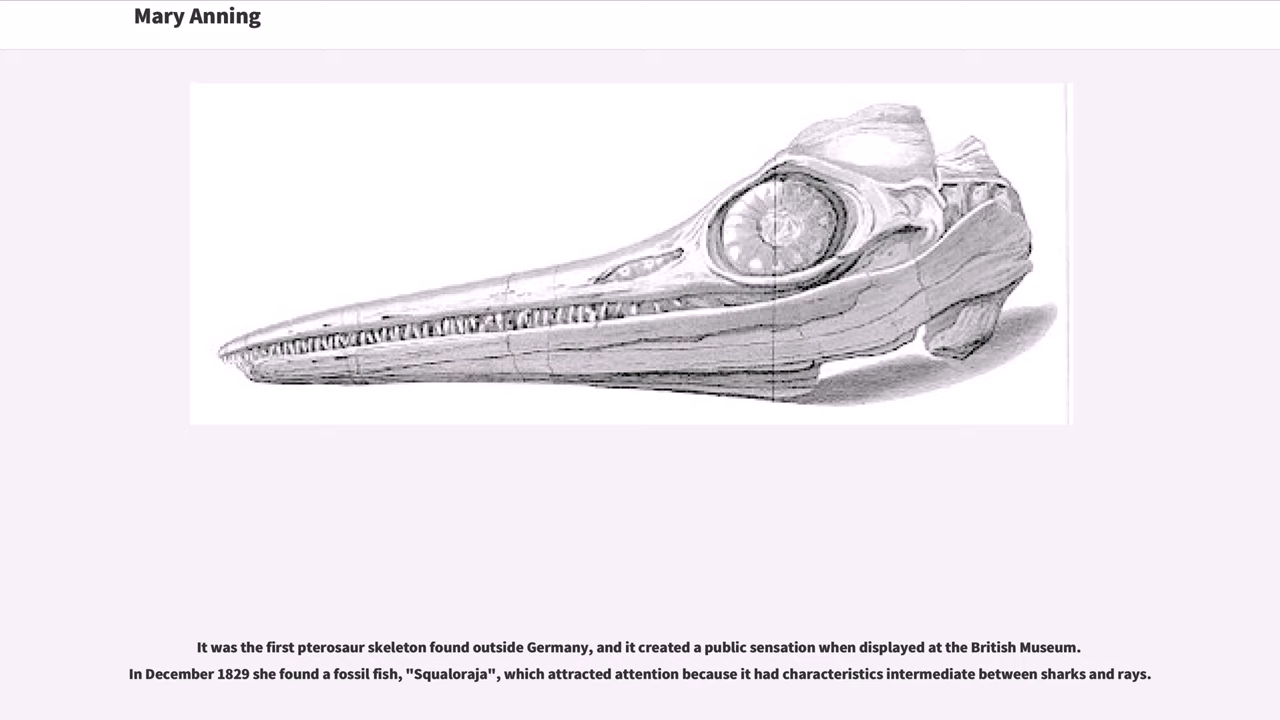 Mary Anning
It was the first pterosaur skeleton found outside Germany, and it created a public sensation when displayed at the British Museum.
In December 1829 she found a fossil fish, "Squaloraja", which attracted attention because it had characteristics intermediate between sharks and rays.